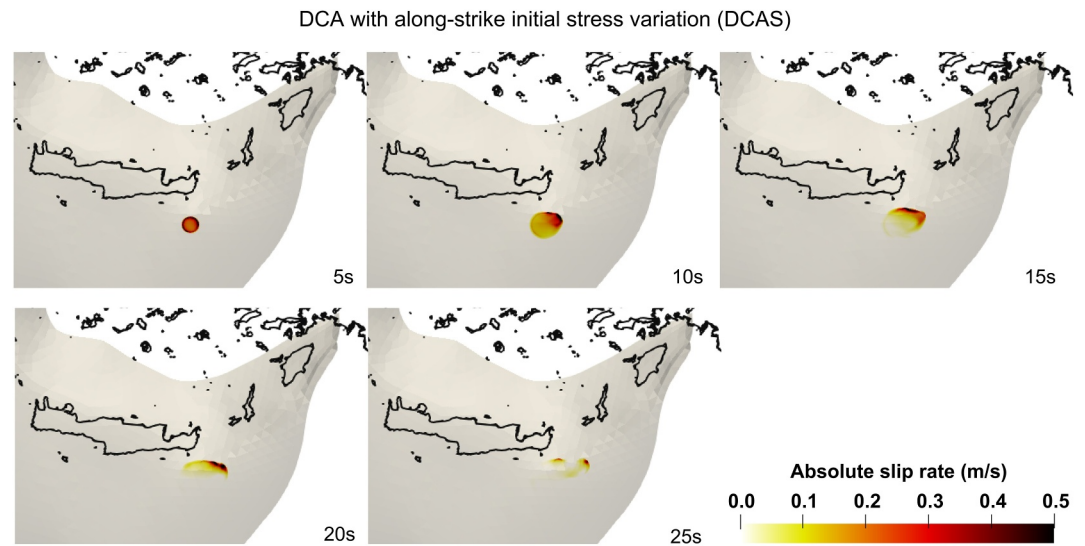 DCA with along-strike initial stress variation (DCAS)
5s
10s
15s
20s
25s
Absolute slip rate (m/s)
0.0 0.1 0.2 0.3 0.4 0.5